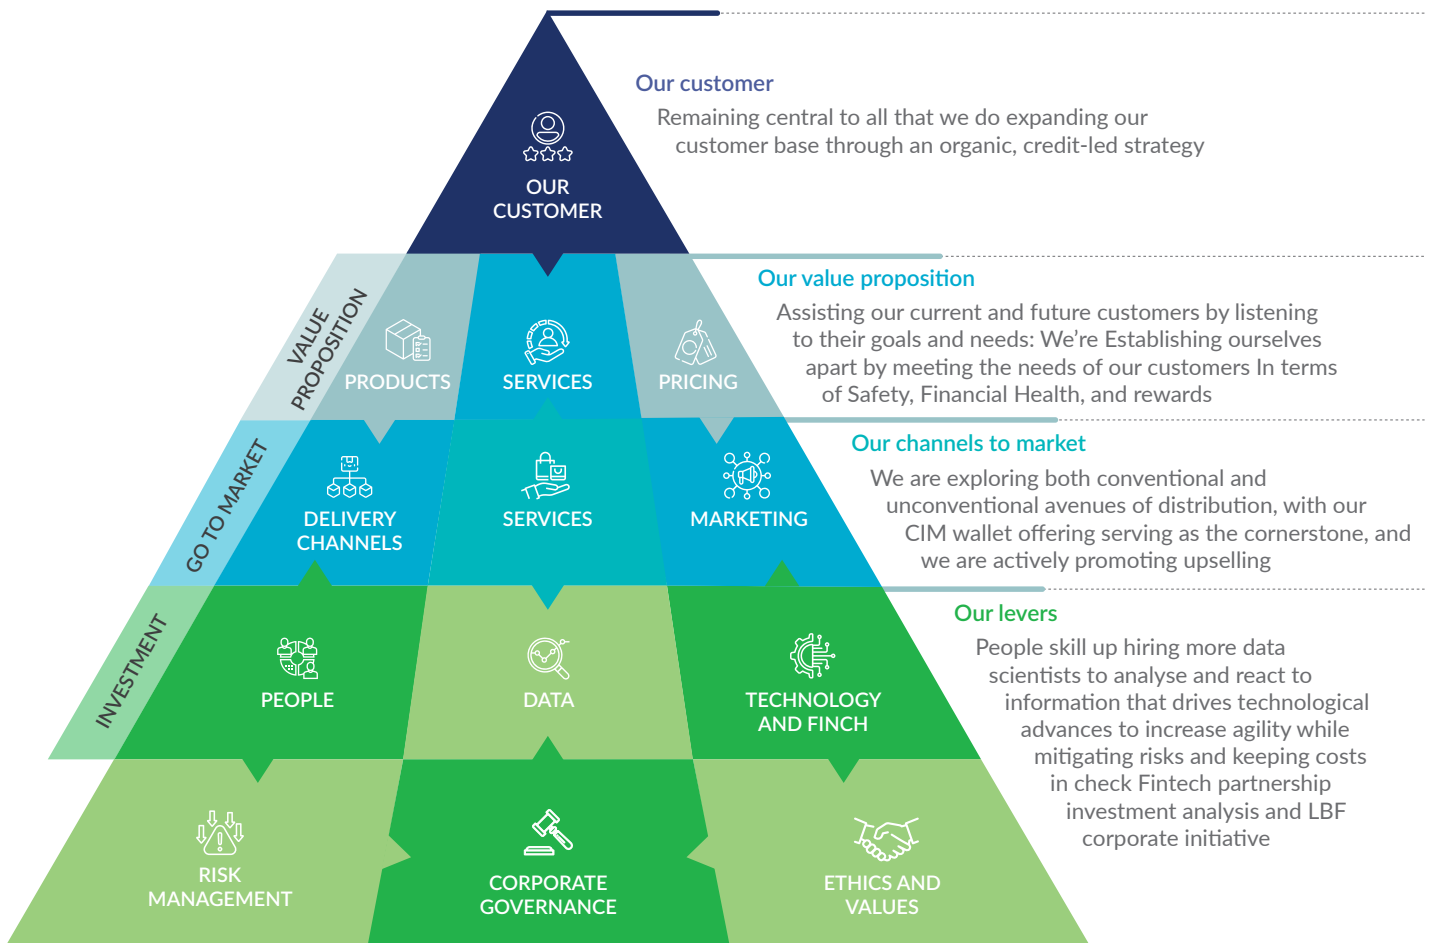 OUR
CUSTOMER
Our customer
Remaining central to all that we do expanding our
customer base through an organic, credit-led strategy
VALUE
PROPOSITION
PRODUCTS
SERVICES
PRICING
Our value proposition
Assisting our current and future customers by listening
to their goals and needs: We’re Establishing ourselves
apart by meeting the needs of our customers In terms
of Safety, Financial Health, and rewards
GO TO MARKET
DELIVERY
CHANNELS
SERVICES
MARKETING
Our channels to market
We are exploring both conventional and
unconventional avenues of distribution, with our
CIM wallet offering serving as the cornerstone, and
we are actively promoting upselling
INVESTMENT
PEOPLE
DATA
TECHNOLOGY
AND FINCH
Our levers
People skill up hiring more data
scientists to analyse and react to
information that drives technological
advances to increase agility while
mitigating risks and keeping costs
in check Fintech partnership
investment analysis and LBF
corporate initiative
RISK
MANAGEMENT
CORPORATE
GOVERNANCE
ETHICS AND
VALUES